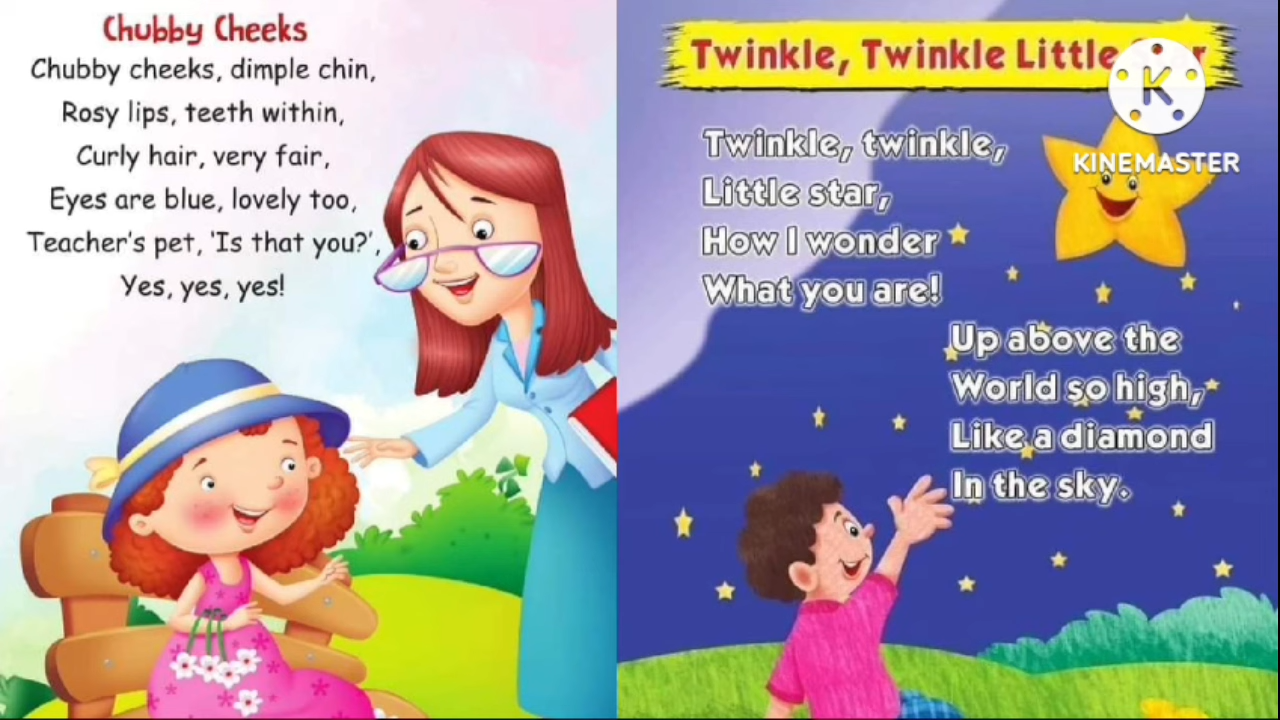 Chubby Cheeks
Chubby cheeks, dimple chin,
Rosy lips, teeth within,
Curly hair, very fair,
Eyes are blue, lovely too,
Teacher's pet, 'Is that you?',
Yes, yes, yes!
Twinkle, Twinkle Little
Twinkle, twinkle,
Little star,
How I wonder
What you are!
Up above the
World so high,
Like a diamond
In the sky.
K
KINEMASTER